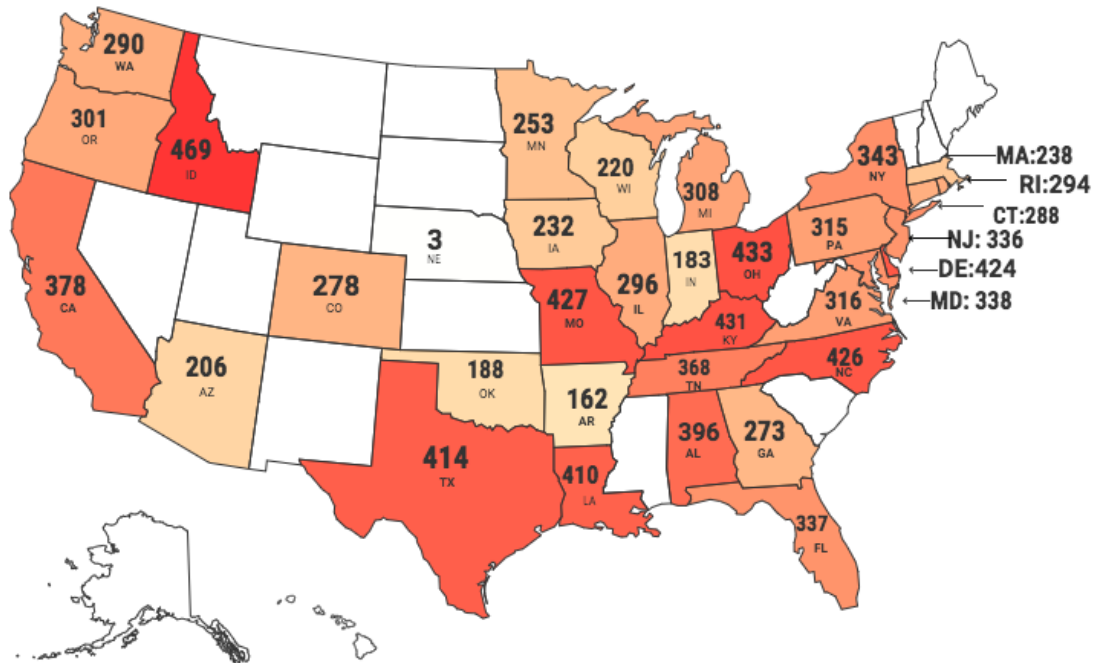 290
WA
301
OR
469
ID
253
MN
220
WI
308
MI
343
NY
MA:238
RI:294
CT:288
NJ: 336
DE:424
MD: 338
3
NE
232
IA
315
PA
378
CA
278
CO
427
MO
296
IL
183
IN
433
OH
431
KY
316
VA
206
AZ
188
OK
162
AR
368
TN
426
NC
414
TX
410
LA
396
AL
273
GA
337
FL